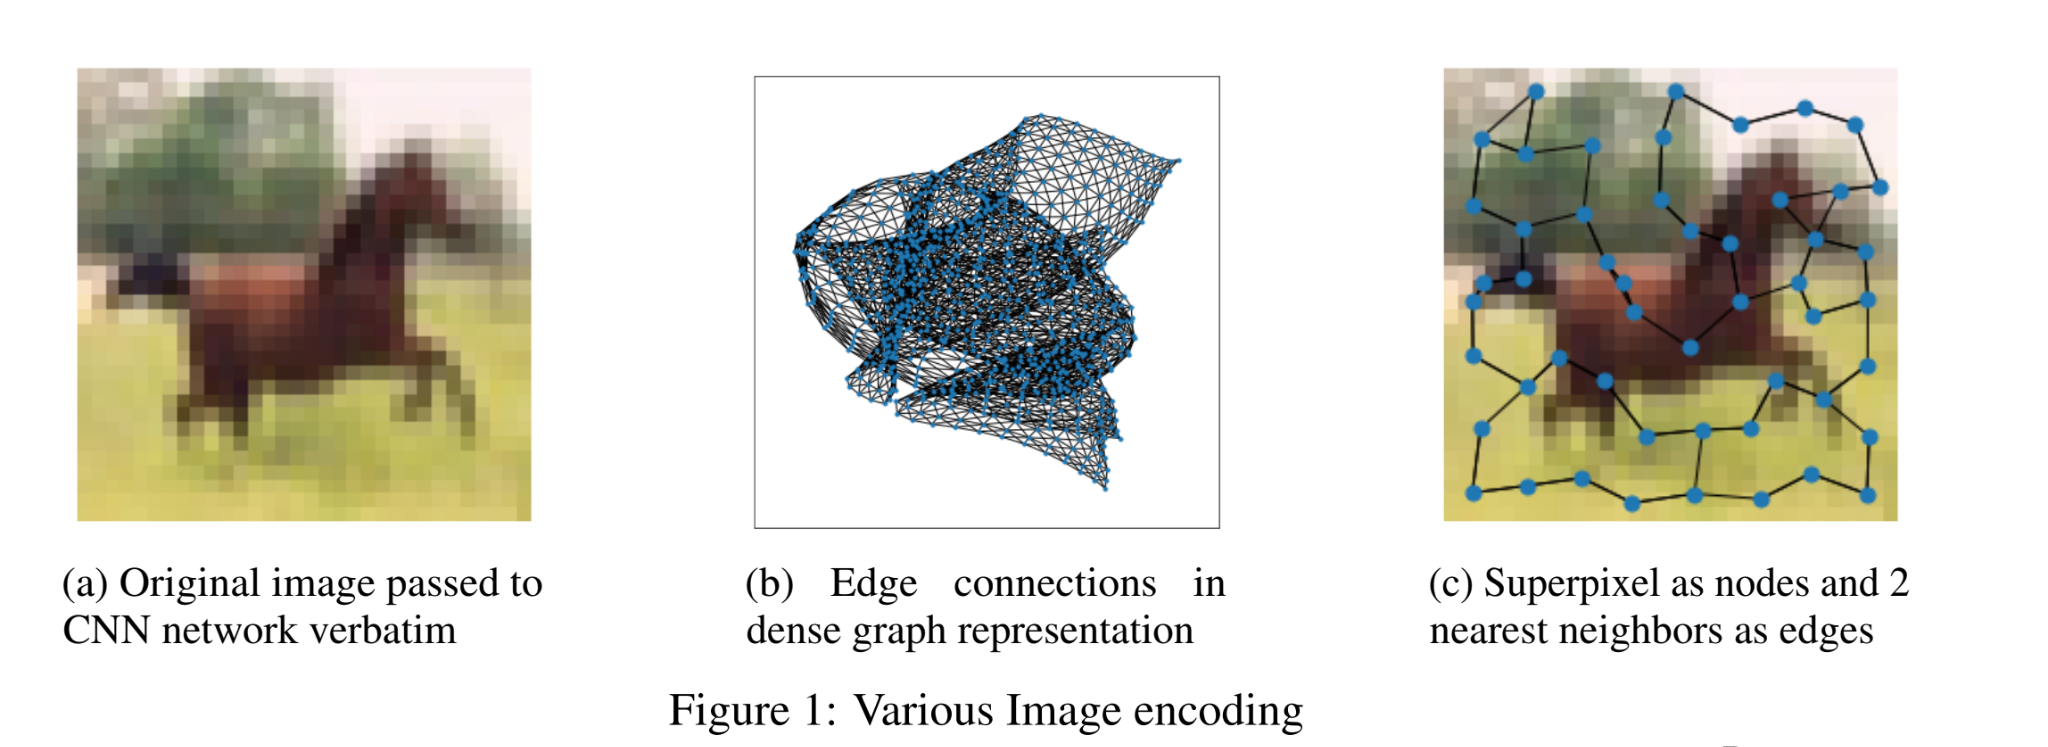 (a) Original image passed to
CNN network verbatim
(b) Edge connections in
dense graph representation
(c) Superpixel as nodes and 2
nearest neighbors as edges
Figure 1: Various Image encoding